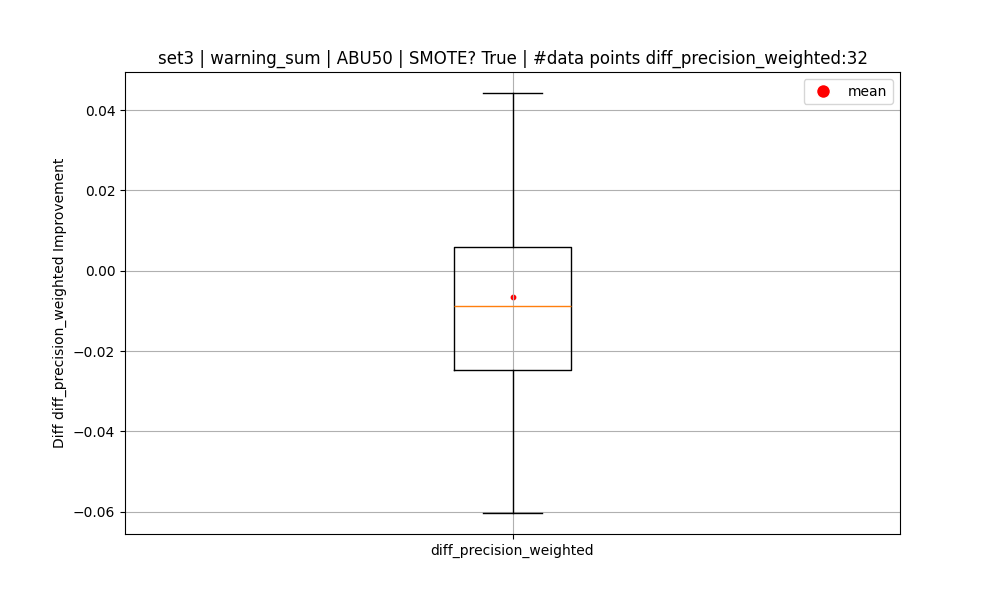 set3 | warning_sum | ABU50 | SMOTE? True | #data points diff_precision_weighted:32
mean
Diff diff_precision_weighted Improvement
0.04
0.02
0.00
−0.02
−0.04
−0.06
diff_precision_weighted